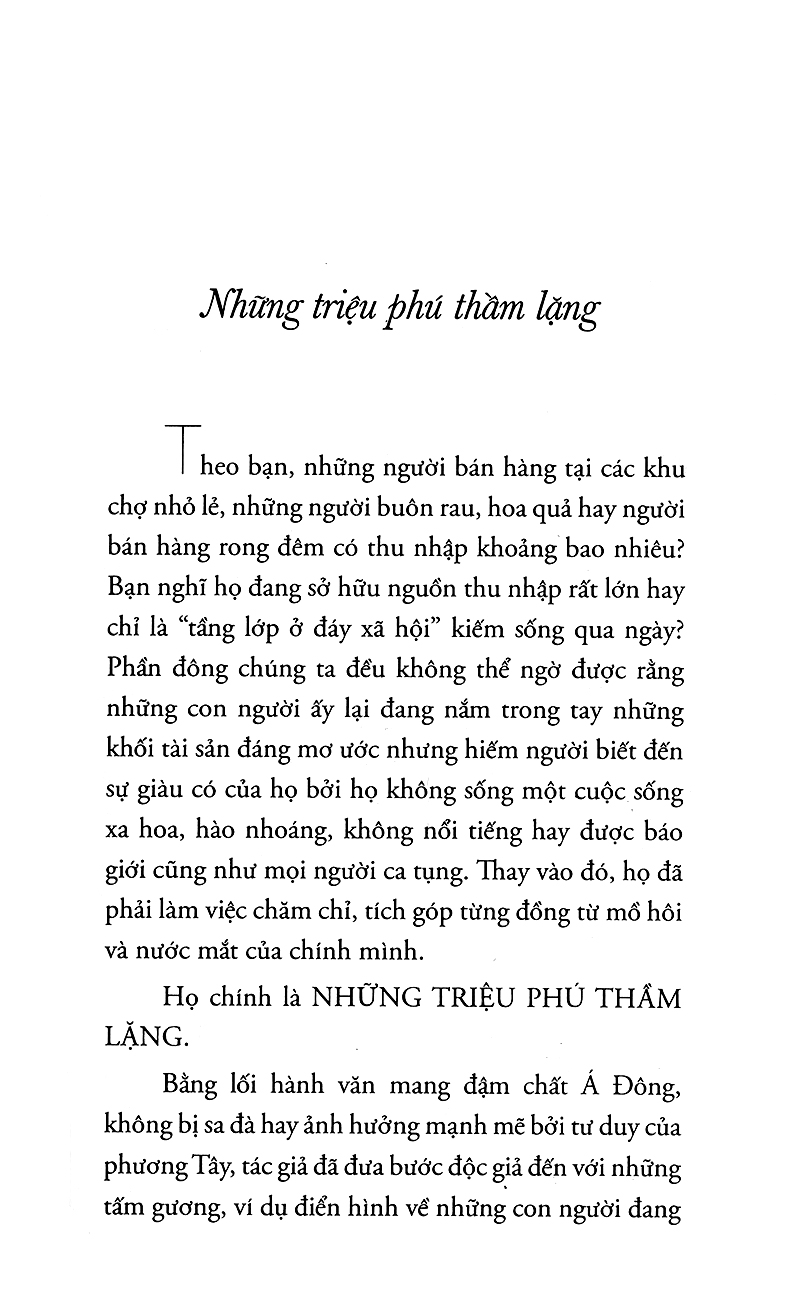 Những triệu phú thầm lặng
Theo bạn, những người bán hàng tại các khu
chợ nhỏ lẻ, những người buôn rau, hoa quả hay người
bán hàng rong đêm có thu nhập khoảng bao nhiêu?
Bạn nghĩ họ đang sở hữu nguồn thu nhập rất lớn hay
chỉ là “tầng lớp ở đáy xã hội” kiếm sống qua ngày?
Phần đông chúng ta đều không thể ngờ được rằng
những con người ấy lại đang nắm trong tay những
khối tài sản đáng mơ ước nhưng hiếm người biết đến
sự giàu có của họ bởi họ không sống một cuộc sống
xa hoa, hào nhoáng, không nổi tiếng hay được báo
giới cũng như mọi người ca tụng. Thay vào đó, họ đã
phải làm việc chăm chỉ, tích góp từng đồng từ mồ hôi
và nước mắt của chính mình.
Họ chính là NHỮNG TRIỆU PHÚ THẦM
LẶNG.
Bằng lối hành văn mang đậm chất Á Đông,
không bị sa đà hay ảnh hưởng mạnh mẽ bởi tư duy của
phương Tây, tác giả đã đưa bước độc giả đến với những
tấm gương, ví dụ điển hình về những con người đang